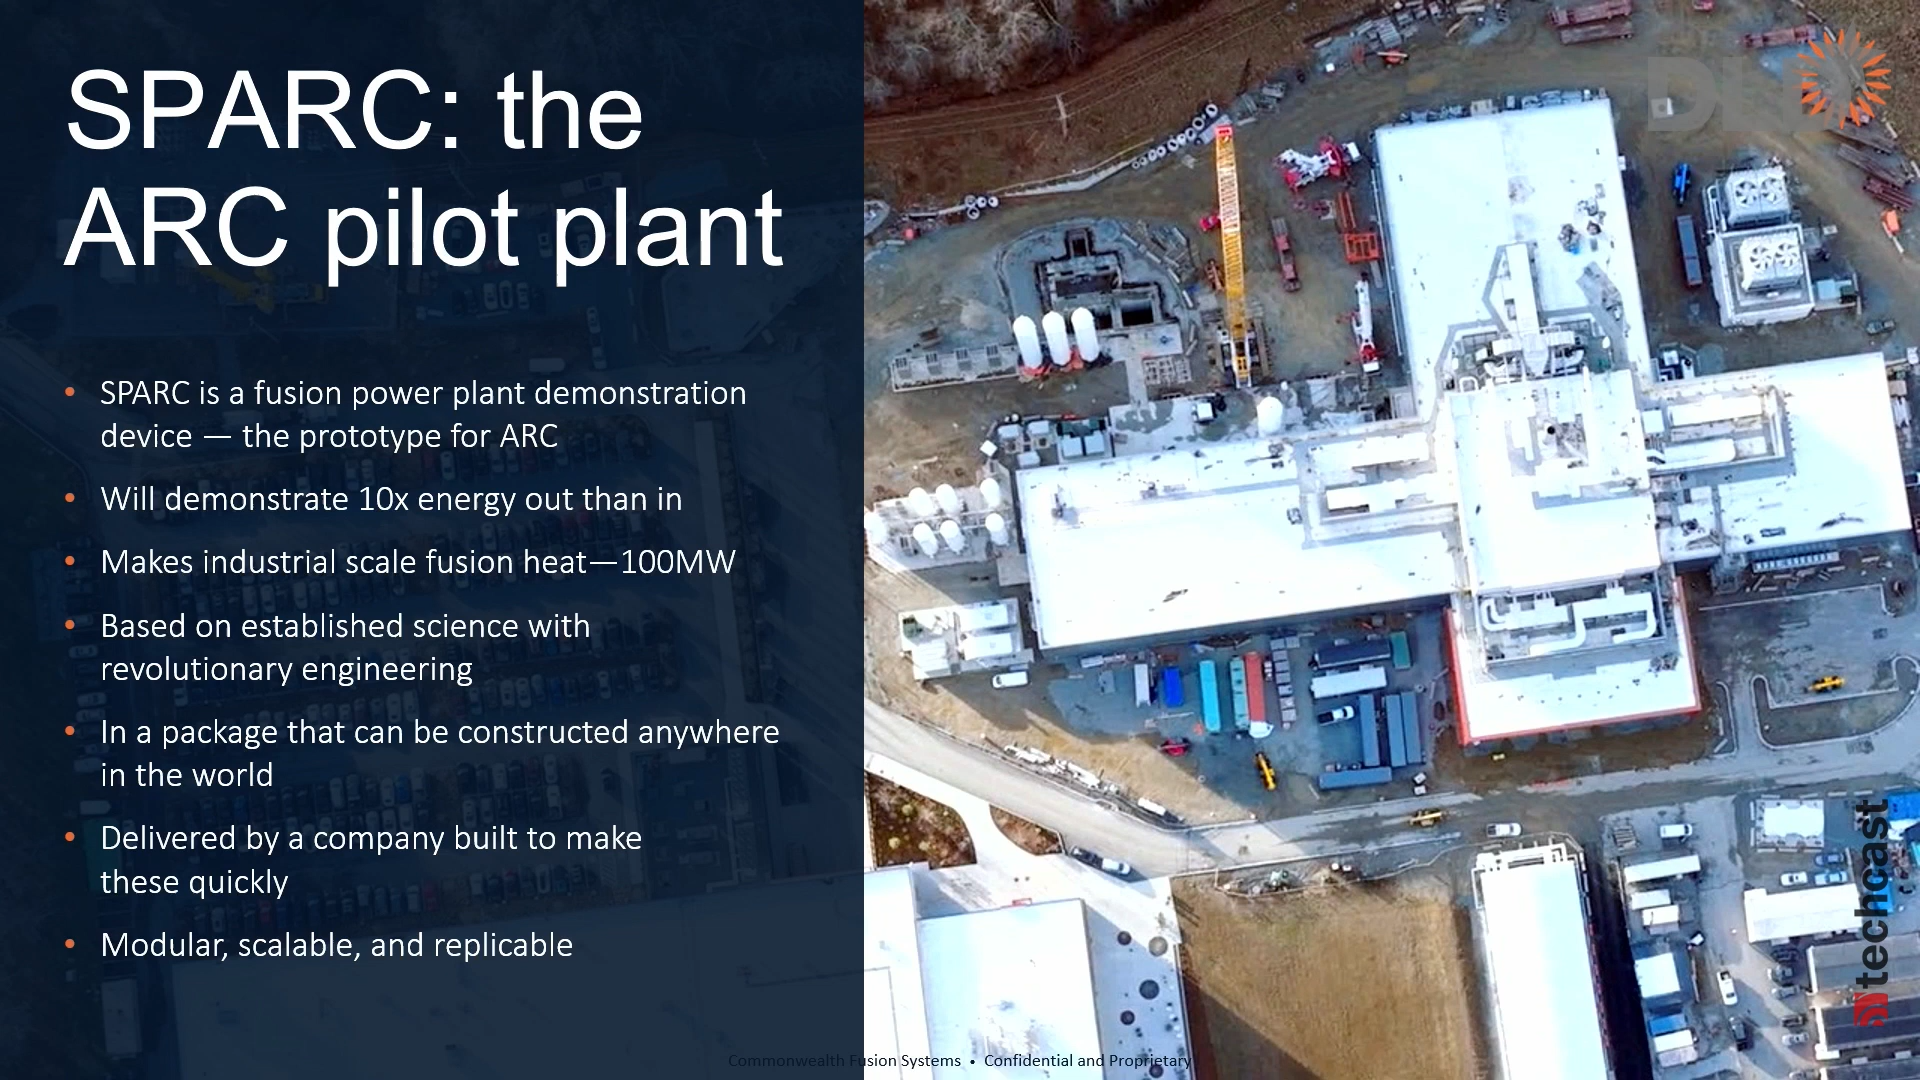 SPARC: the
ARC pilot plant
• SPARC is a fusion power plant demonstration
device — the prototype for ARC
• Will demonstrate 10x energy out than in
• Makes industrial scale fusion heat—100MW
• Based on established science with
revolutionary engineering
• In a package that can be constructed anywhere
in the world
• Delivered by a company built to make
these quickly
• Modular, scalable, and replicable
DLD
techcast
Commonwealth Fusion Systems • Confidential and Proprietary